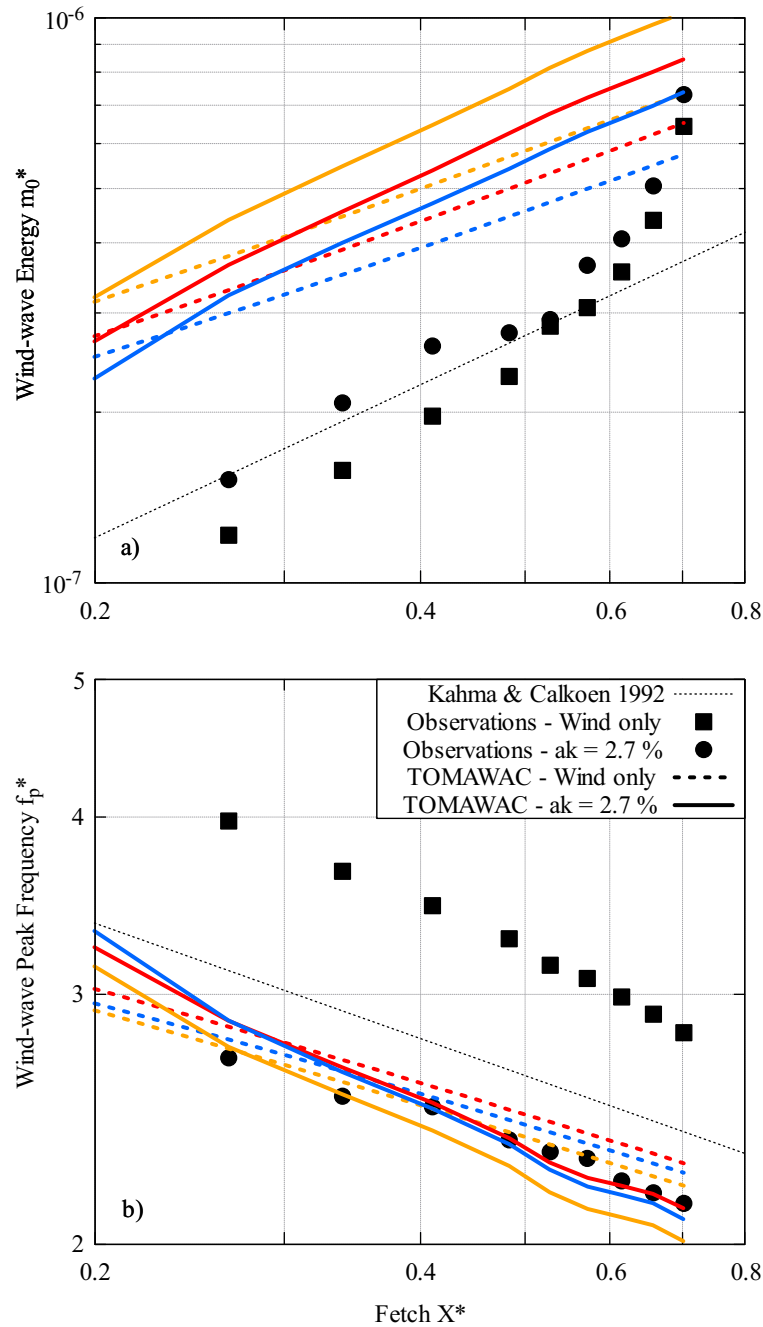 10^-6
Wind-wave Energy m_0*
a)
10^-7
0.2
0.4
0.6
0.8
5
Kahma & Calkoen 1992
Observations - Wind only
Observations - ak = 2.7 %
TOMAWAC - Wind only
TOMAWAC - ak = 2.7 %
4
Wind-wave Peak Frequency f_p*
3
b)
2
0.2
0.4
0.6
0.8
Fetch X*